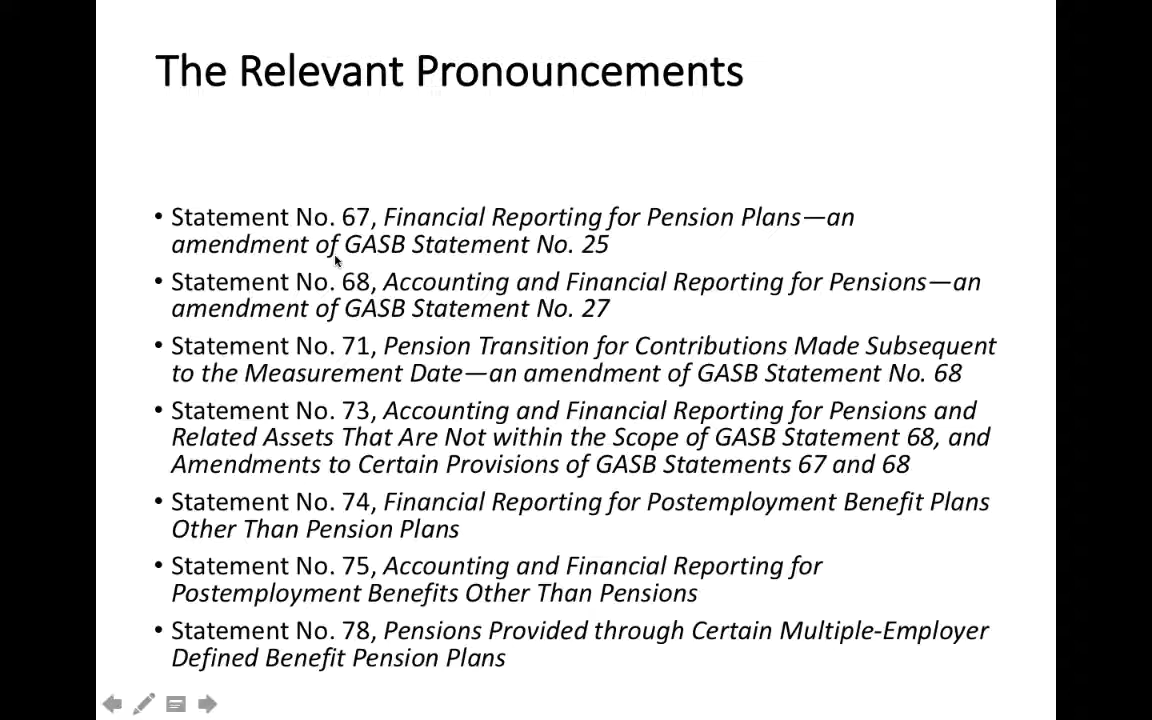 The Relevant Pronouncements
• Statement No. 67, Financial Reporting for Pension Plans—an
amendment of GASB Statement No. 25
• Statement No. 68, Accounting and Financial Reporting for Pensions—an
amendment of GASB Statement No. 27
• Statement No. 71, Pension Transition for Contributions Made Subsequent
to the Measurement Date—an amendment of GASB Statement No. 68
• Statement No. 73, Accounting and Financial Reporting for Pensions and
Related Assets That Are Not within the Scope of GASB Statement 68, and
Amendments to Certain Provisions of GASB Statements 67 and 68
• Statement No. 74, Financial Reporting for Postemployment Benefit Plans
Other Than Pension Plans
• Statement No. 75, Accounting and Financial Reporting for
Postemployment Benefits Other Than Pensions
• Statement No. 78, Pensions Provided through Certain Multiple-Employer
Defined Benefit Pension Plans